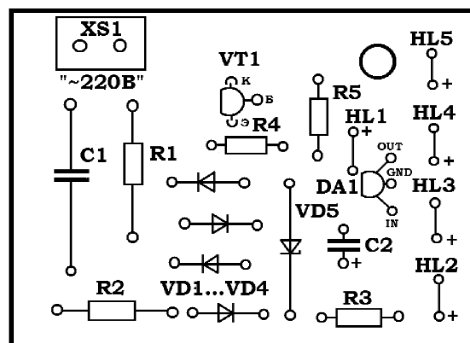 XS1
"~220В"
VT1
К
Б
Э
R4
R5
HL5
+
HL1
+
HL4
+
OUT
GND
IN
DA1
C1
R1
VD5
HL3
+
C2
+
HL2
+
R2
VD1...VD4
R3